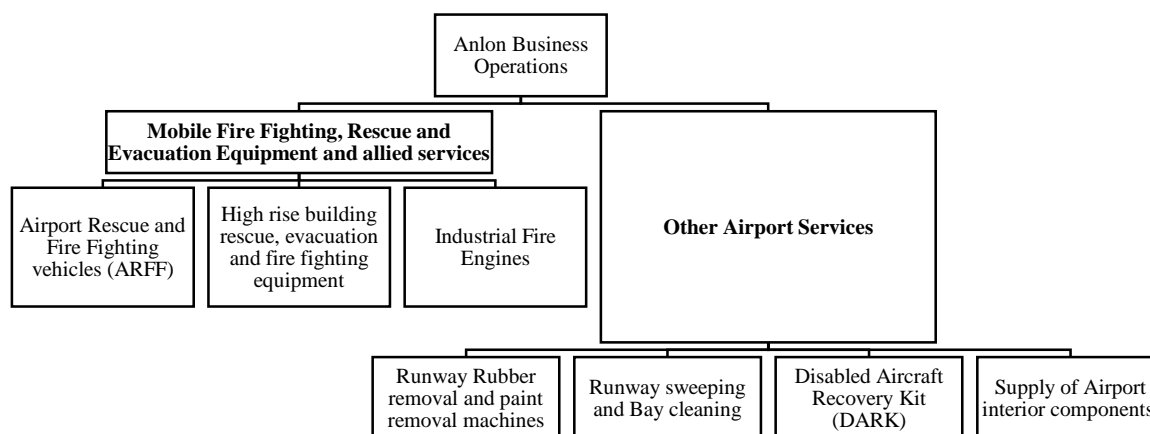 Anlon Business
Operations
Mobile Fire Fighting, Rescue and
Evacuation Equipment and allied services
Other Airport Services
Airport Rescue and
Fire Fighting
vehicles (ARFF)
High rise building
rescue, evacuation
and fire fighting
equipment
Industrial Fire
Engines
Runway Rubber
removal and paint
removal machines
Runway sweeping
and Bay cleaning
Disabled Aircraft
Recovery Kit
(DARK)
Supply of Airport
interior components